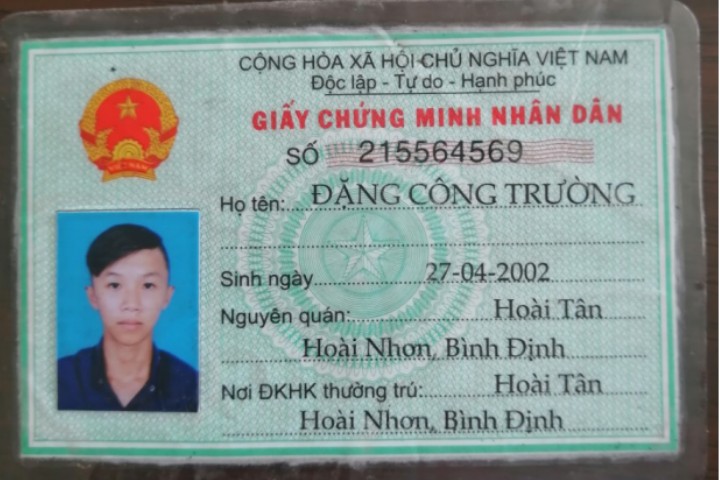 CỘNG HÒA XÃ HỘI CHỦ NGHĨA VIỆT NAM
Độc lập - Tự do - Hạnh phúc
GIẤY CHỨNG MINH NHÂN DÂN
SỐ 215564569
Họ tên: ĐẶNG CÔNG TRƯỜNG
Sinh ngày 27-04-2002
Nguyên quán: Hoài Tân
Hoài Nhơn, Bình Định
Nơi ĐKHK thường trú: Hoài Tân
Hoài Nhơn, Bình Định
VIỆT NAM